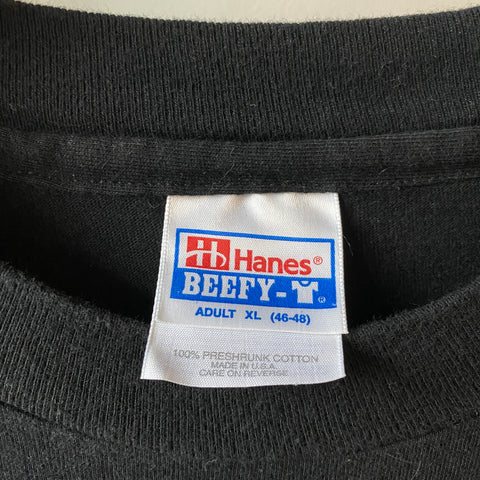 Hanes®
BEEFY-T®
ADULT XL (46-48)
100% PRESHRUNK COTTON
MADE IN U.S.A.
CARE ON REVERSE